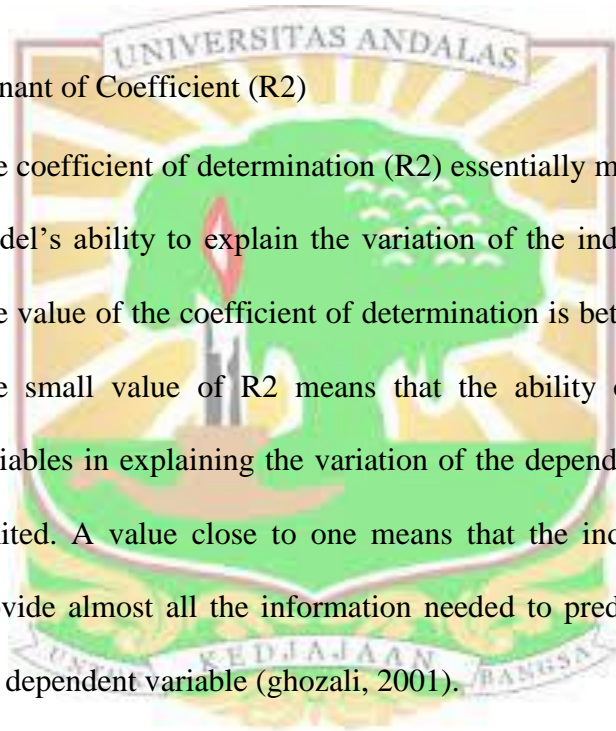 UNIVERSITAS ANDALAS
nant of Coefficient (R2)
e coefficient of determination (R2) essentially m
del’s ability to explain the variation of the ind
e value of the coefficient of determination is bet
e small value of R2 means that the ability
iables in explaining the variation of the depend
ited. A value close to one means that the ind
ovide almost all the information needed to pred
dependent variable (ghozali, 2001).
UNTUK KEDJAJAAN BANGSA